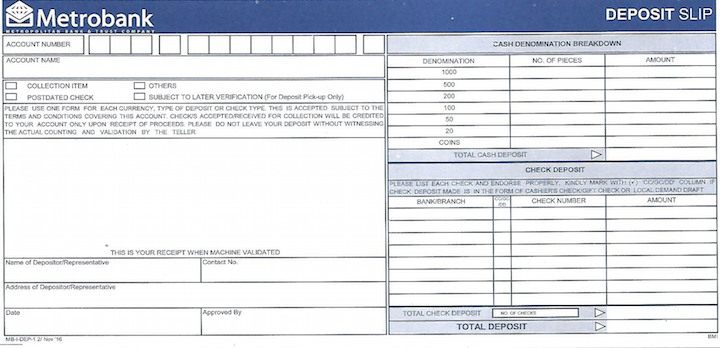 Metrobank
METROPOLITAN BANK & TRUST COMPANY
DEPOSIT SLIP
ACCOUNT NUMBER
ACCOUNT NAME
COLLECTION ITEM
OTHERS
POSTDATED CHECK
SUBJECT TO LATER VERIFICATION (For Deposit Pick-up Only)
PLEASE USE ONE FORM FOR EACH CURRENCY, TYPE OF DEPOSIT OR CHECK TYPE. THIS IS ACCEPTED SUBJECT TO THE
TERMS AND CONDITIONS COVERING THIS ACCOUNT. CHECK/S ACCEPTED/RECEIVED FOR COLLECTION WILL BE CREDITED
TO YOUR ACCOUNT ONLY UPON RECEIPT OF PROCEEDS. PLEASE DO NOT LEAVE YOUR DEPOSIT WITHOUT WITNESSING
THE ACTUAL COUNTING AND VALIDATION BY THE TELLER.
THIS IS YOUR RECEIPT WHEN MACHINE VALIDATED
Name of Depositor/Representative
Contact No.
Address of Depositor/Representative
Date
Approved By
MB-I-DEP-1.2/ Nov '16
CASH DENOMINATION BREAKDOWN
DENOMINATION NO. OF PIECES AMOUNT
1000
500
200
100
50
20
COINS
TOTAL CASH DEPOSIT
CHECK DEPOSIT
PLEASE LIST EACH CHECK AND ENDORSE PROPERLY. KINDLY MARK WITH (✓) 'CC/GC/DD' COLUMN IF
CHECK DEPOSIT MADE IS IN THE FORM OF CASHIER'S CHECK/GIFT CHECK OR LOCAL DEMAND DRAFT.
BANK/BRANCH CC/GC/DD CHECK NUMBER AMOUNT
TOTAL CHECK DEPOSIT NO. OF CHECKS
TOTAL DEPOSIT
BMI